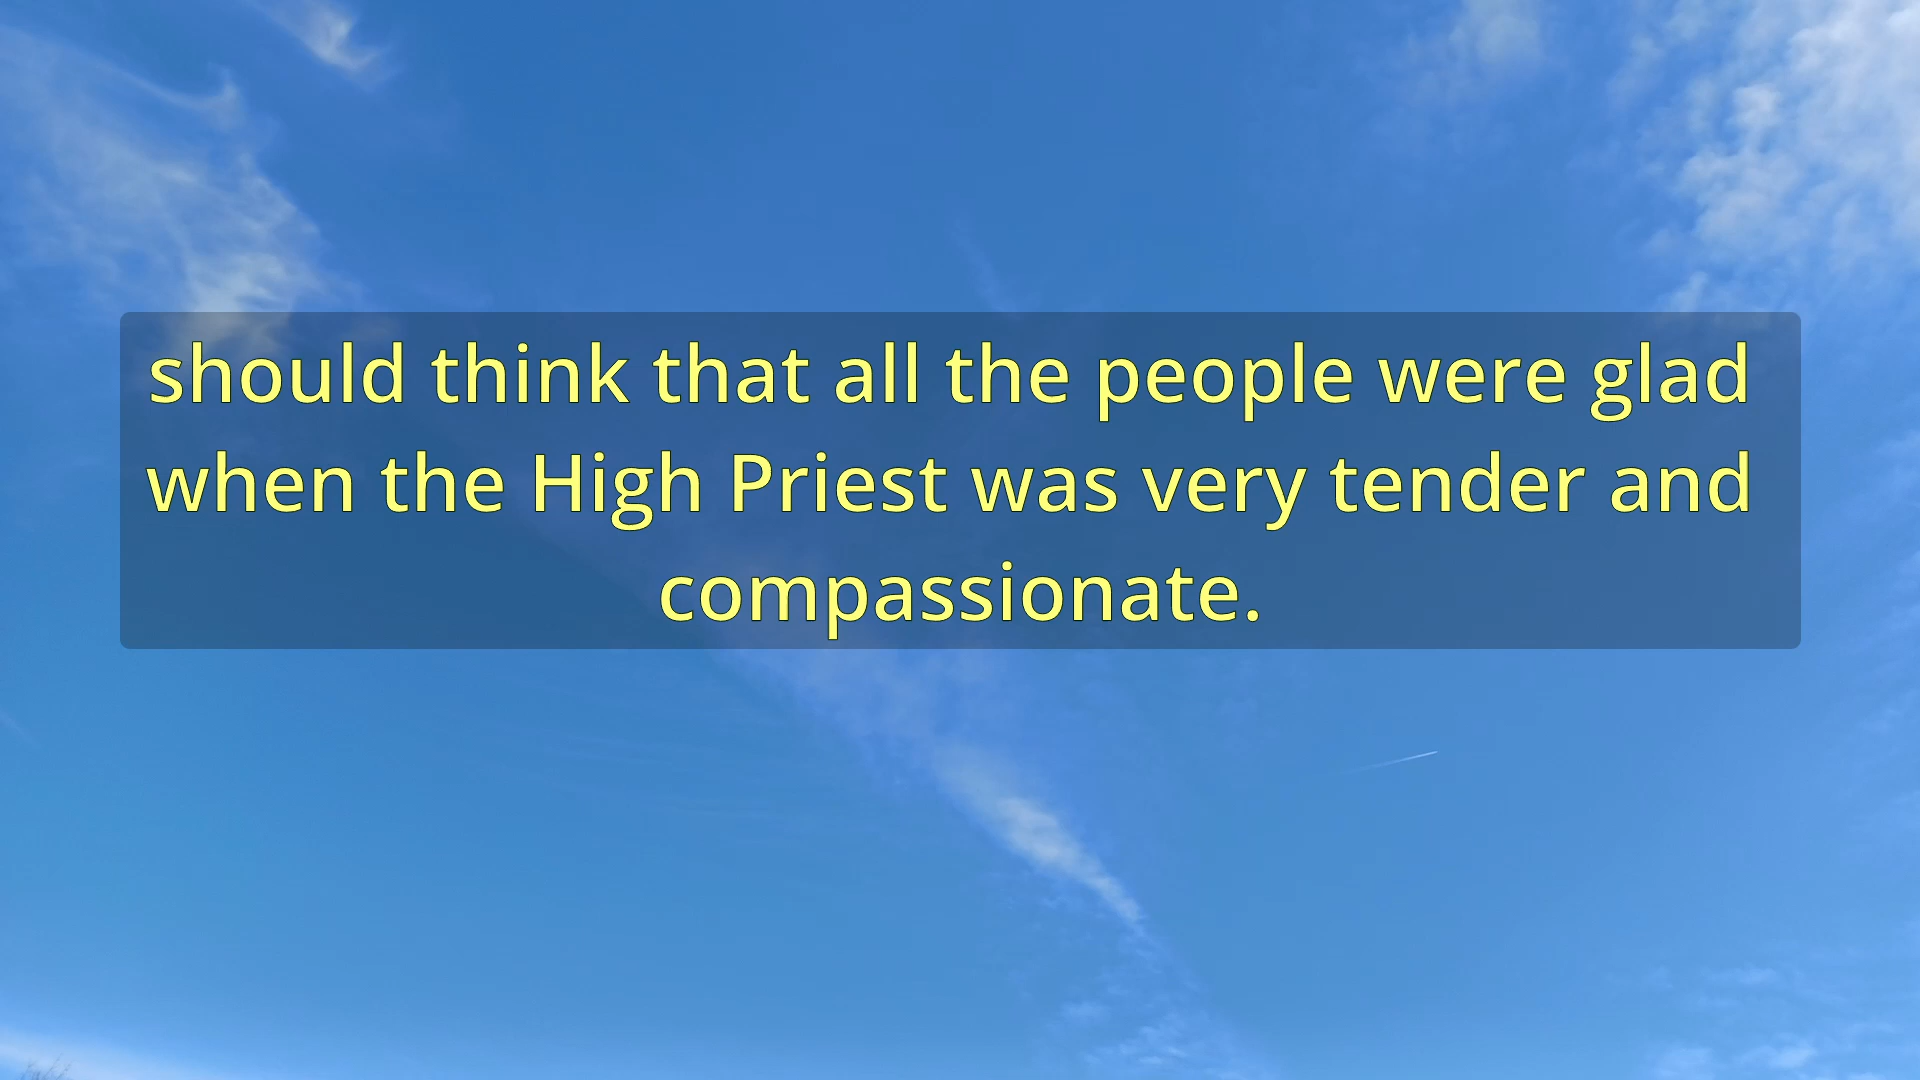 should think that all the people were glad
when the High Priest was very tender and
compassionate.